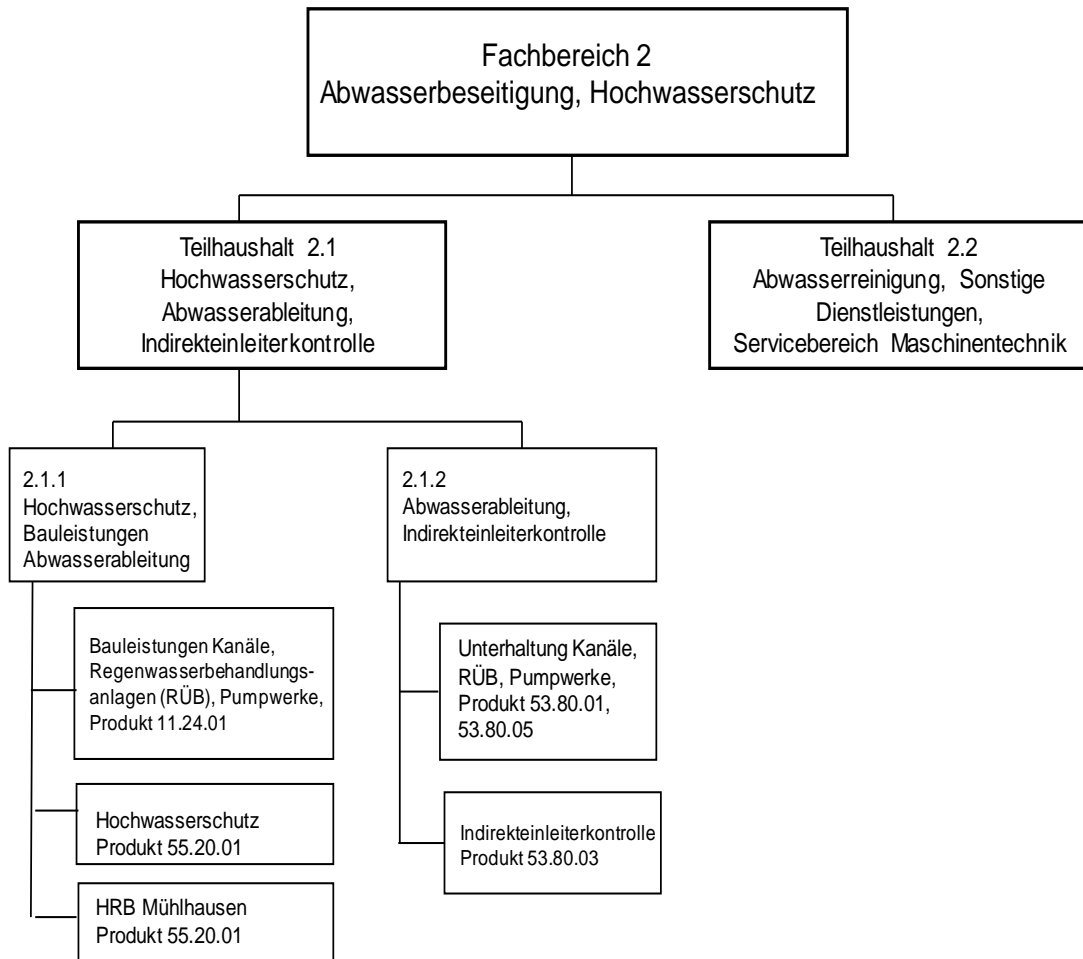 Fachbereich 2
Abwasserbeseitigung, Hochwasserschutz
Teilhaushalt 2.1
Hochwasserschutz,
Abwasserableitung,
Indirekteinleiterkontrolle
Teilhaushalt 2.2
Abwasserreinigung, Sonstige
Dienstleistungen,
Servicebereich Maschinentechnik
2.1.1
Hochwasserschutz,
Bauleistungen
Abwasserableitung
2.1.2
Abwasserableitung,
Indirekteinleiterkontrolle
Bauleistungen Kanäle,
Regenwasserbehandlungs-
anlagen (RÜB), Pumpwerke,
Produkt 11.24.01
Unterhaltung Kanäle,
RÜB, Pumpwerke,
Produkt 53.80.01,
53.80.05
Hochwasserschutz
Produkt 55.20.01
Indirekteinleiterkontrolle
Produkt 53.80.03
HRB Mühlhausen
Produkt 55.20.01